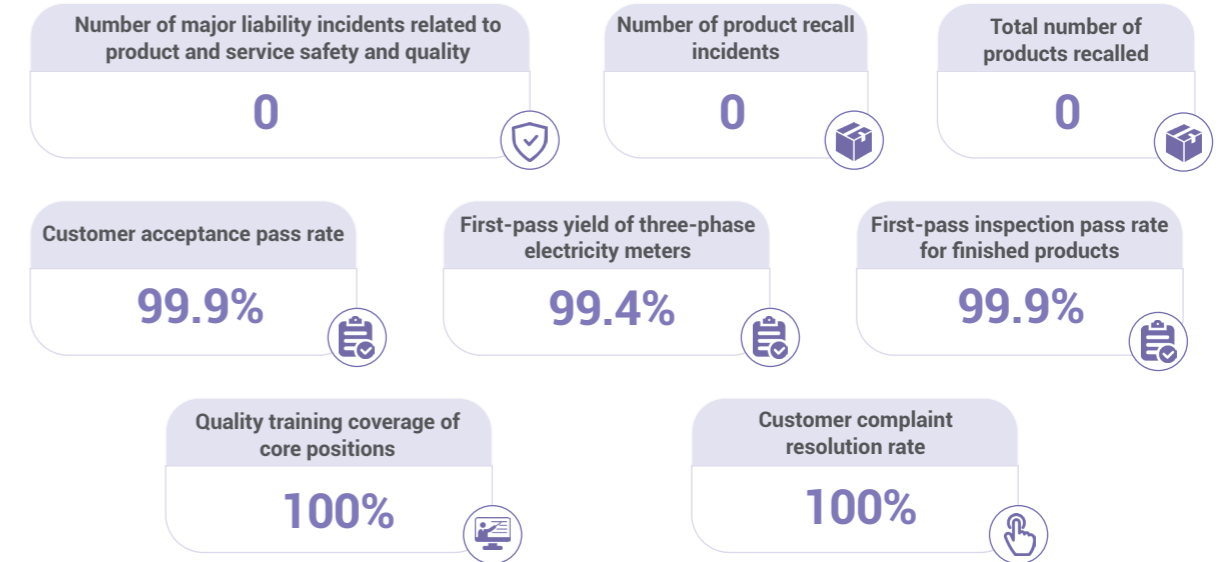 Number of major liability incidents related to
product and service safety and quality
0
Number of product recall
incidents
0
Total number of
products recalled
0
Customer acceptance pass rate
99.9%
First-pass yield of three-phase
electricity meters
99.4%
First-pass inspection pass rate
for finished products
99.9%
Quality training coverage of
core positions
100%
Customer complaint
resolution rate
100%